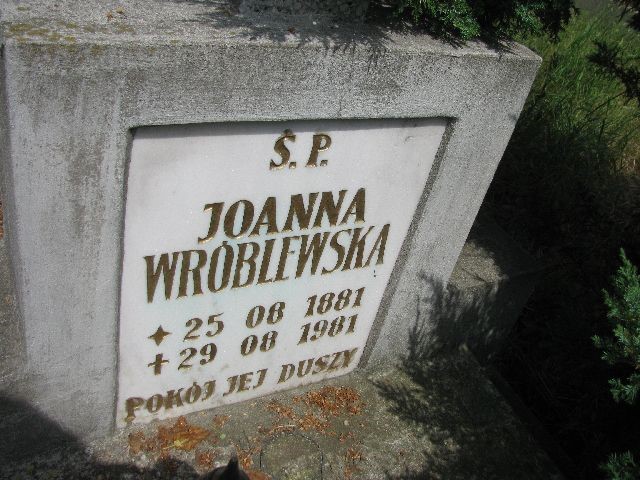 Ś. P.
JOANNA
WRÓBLEWSKA
✦ 25 08 1881
+ 29 08 1981
POKÓJ JEJ DUSZY